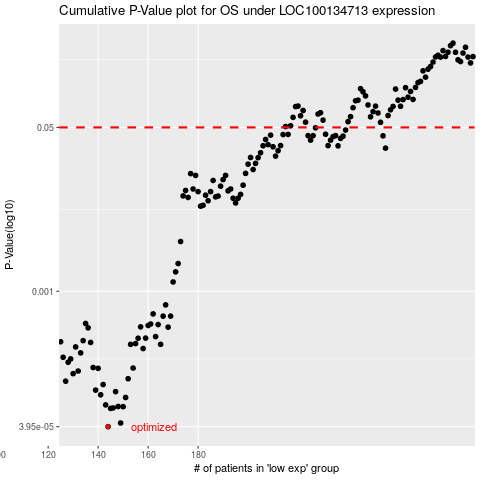 Cumulative P-Value plot for OS under LOC100134713 expression
P-Value(log10)
0.05
0.001
3.95e-05
optimized
00 120 140 160 180
# of patients in 'low exp' group